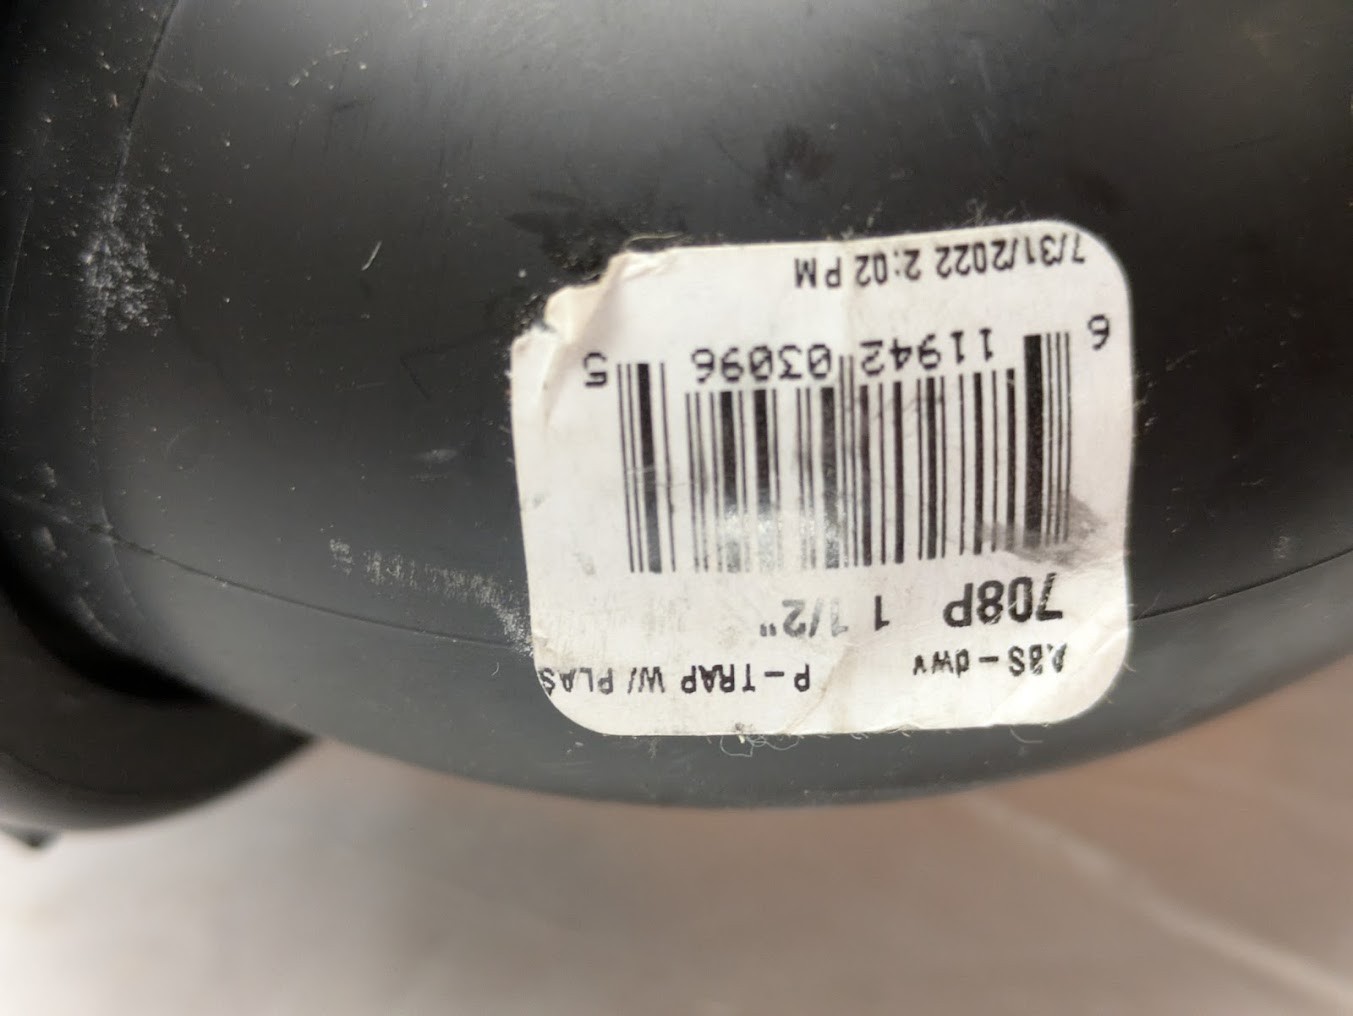 ABS-DWV P-TRAP W/ PLAS
708P 1 1/2"
6 11942 03096 5
7/31/2022 2:02 PM